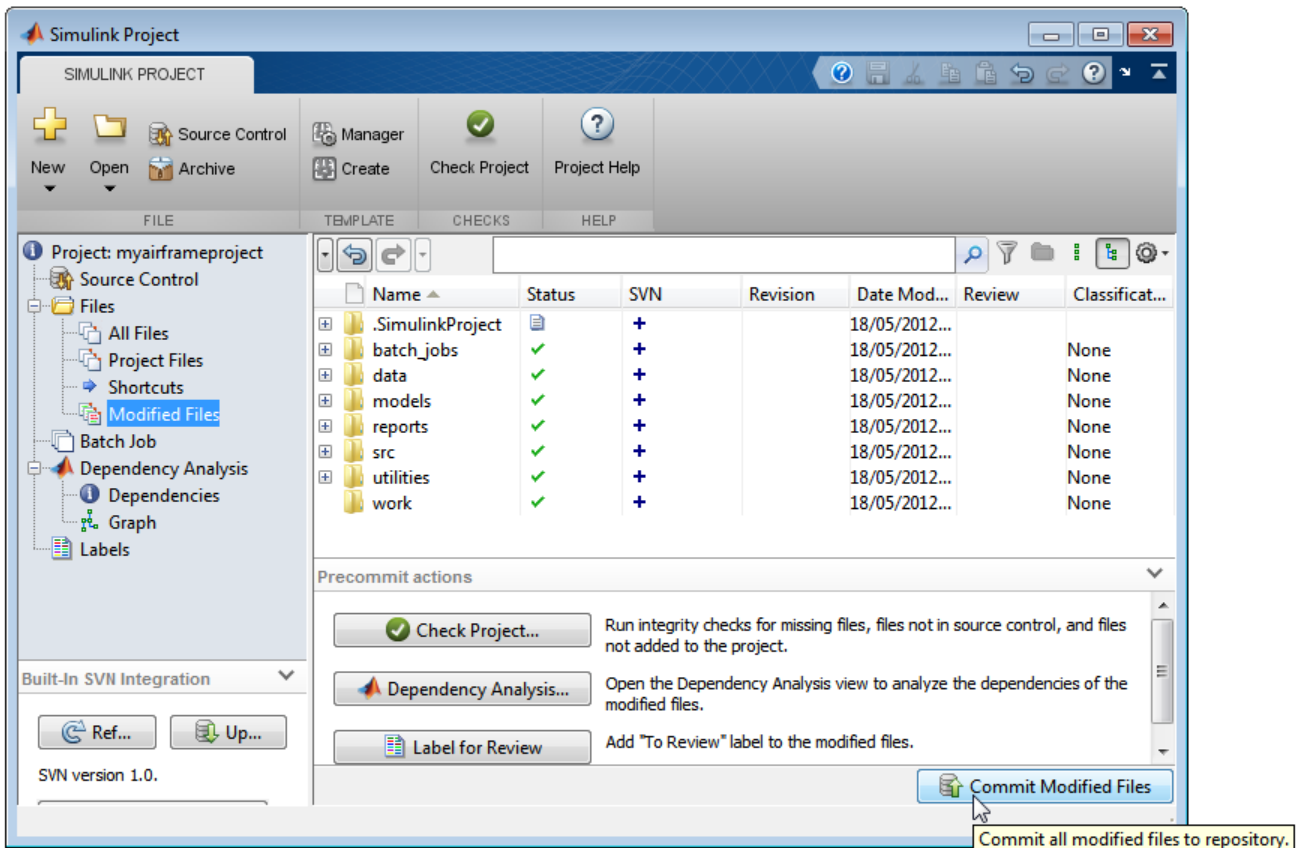 Simulink Project
SIMULINK PROJECT
New
Open
Source Control
Archive
Manager
Create
Check Project
Project Help
FILE
TEMPLATE
CHECKS
HELP
Project: myairframeproject
Source Control
Files
All Files
Project Files
Shortcuts
Modified Files
Batch Job
Dependency Analysis
Dependencies
Graph
Labels
Built-In SVN Integration
Ref...
Up...
SVN version 1.0.
Name Status SVN Revision Date Mod... Review Classificat...
.SimulinkProject 18/05/2012...
batch_jobs 18/05/2012... None
data 18/05/2012... None
models 18/05/2012... None
reports 18/05/2012... None
src 18/05/2012... None
utilities 18/05/2012... None
work 18/05/2012... None
Precommit actions
Check Project...
Run integrity checks for missing files, files not in source control, and files
not added to the project.
Dependency Analysis...
Open the Dependency Analysis view to analyze the dependencies of the
modified files.
Label for Review
Add "To Review" label to the modified files.
Commit Modified Files
Commit all modified files to repository.